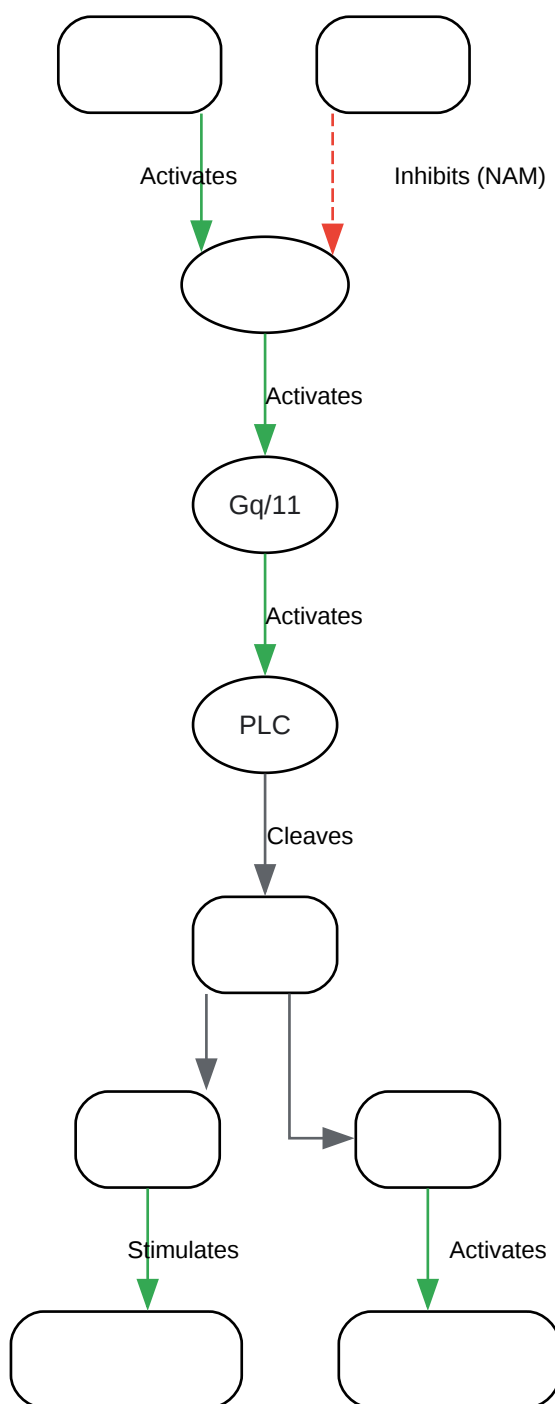 Activates
Inhibits (NAM)
Activates
Gq/11
Activates
PLC
Cleaves
Stimulates
Activates